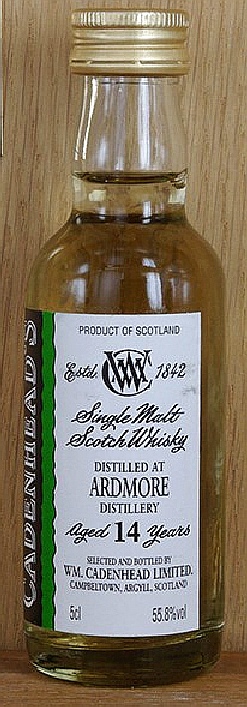 CADENHEAD'S
PRODUCT OF SCOTLAND
Estd. WC 1842
Single Malt
Scotch Whisky
DISTILLED AT
ARDMORE
DISTILLERY
Aged 14 Years
SELECTED AND BOTTLED BY
WM. CADENHEAD LIMITED.
CAMPBELTOWN, ARGYLL, SCOTLAND
5cl 55.8%vol